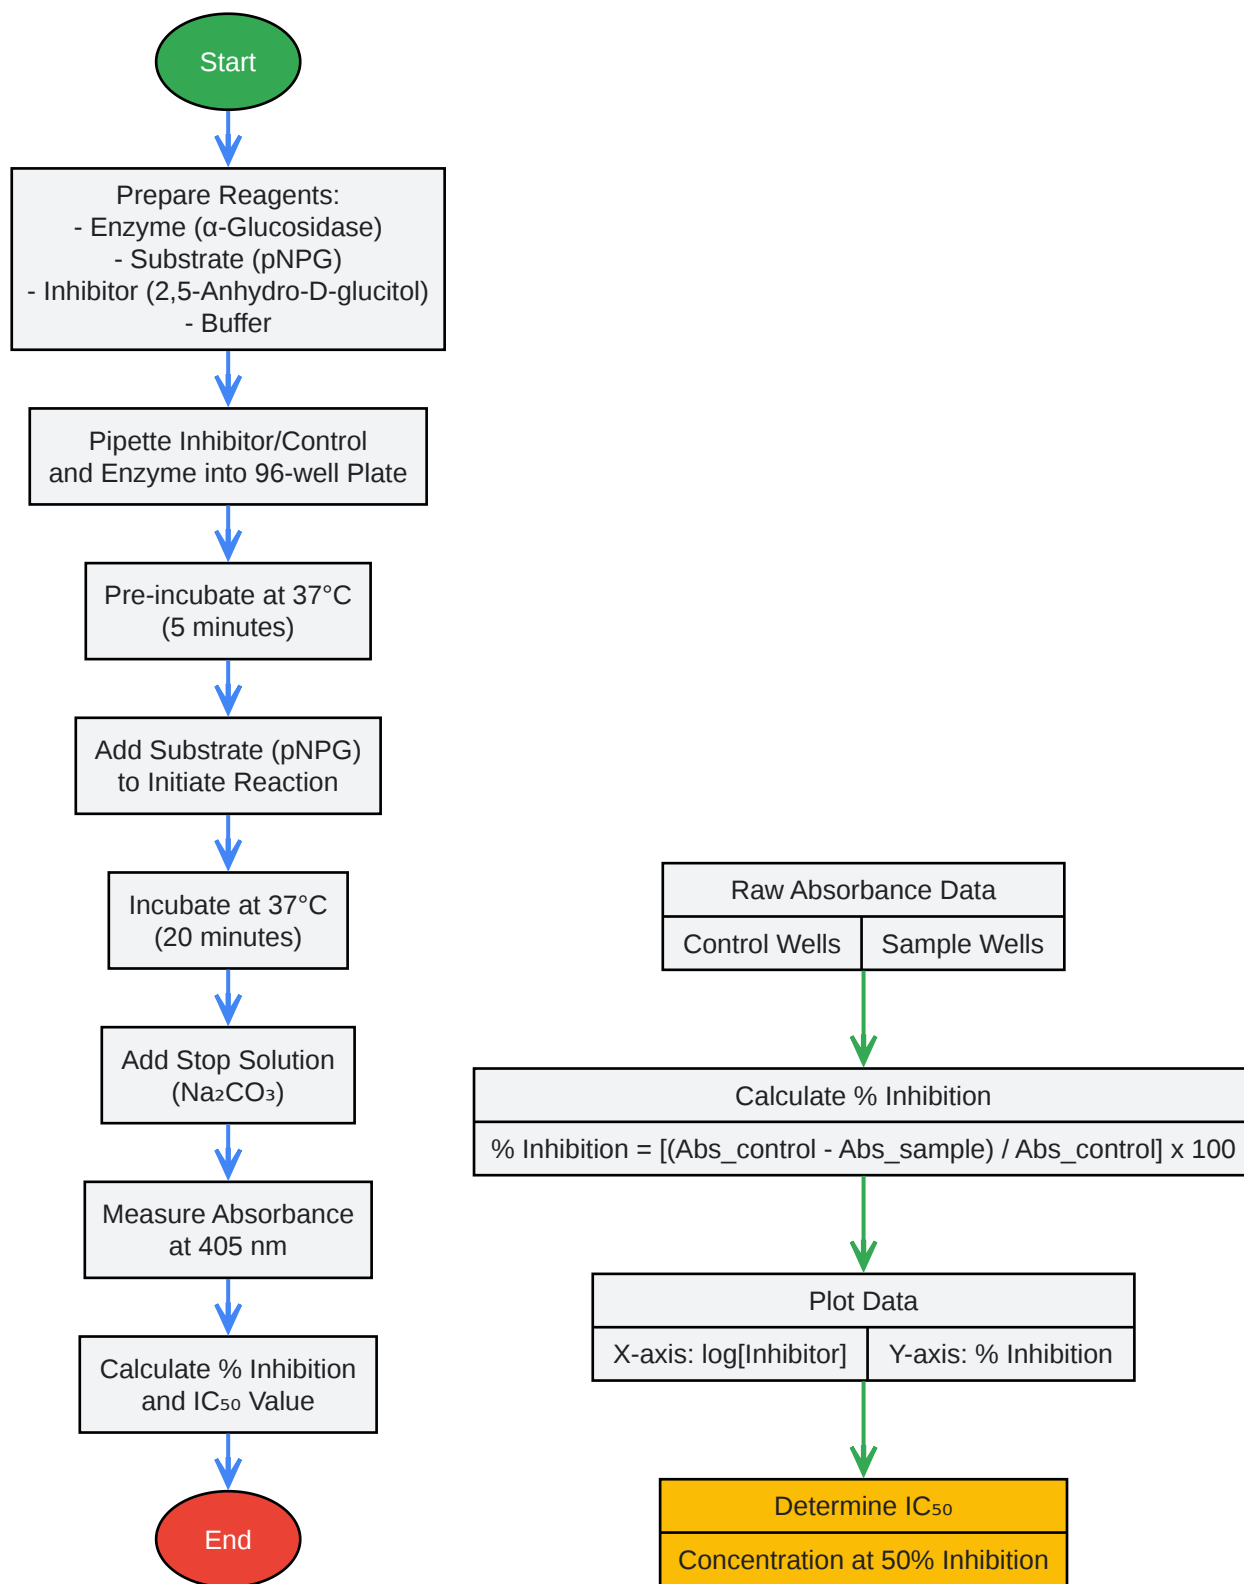 Start
Prepare Reagents:
- Enzyme (α-Glucosidase)
- Substrate (pNPG)
- Inhibitor (2,5-Anhydro-D-glucitol)
- Buffer
Pipette Inhibitor/Control
and Enzyme into 96-well Plate
Pre-incubate at 37°C
(5 minutes)
Add Substrate (pNPG)
to Initiate Reaction
Incubate at 37°C
(20 minutes)
Add Stop Solution
(Na₂CO₃)
Measure Absorbance
at 405 nm
Calculate % Inhibition
and IC₅₀ Value
End
Raw Absorbance Data
Control Wells
Sample Wells
Calculate % Inhibition
% Inhibition = [(Abs_control - Abs_sample) / Abs_control] x 100
Plot Data
X-axis: log[Inhibitor]
Y-axis: % Inhibition
Determine IC₅₀
Concentration at 50% Inhibition